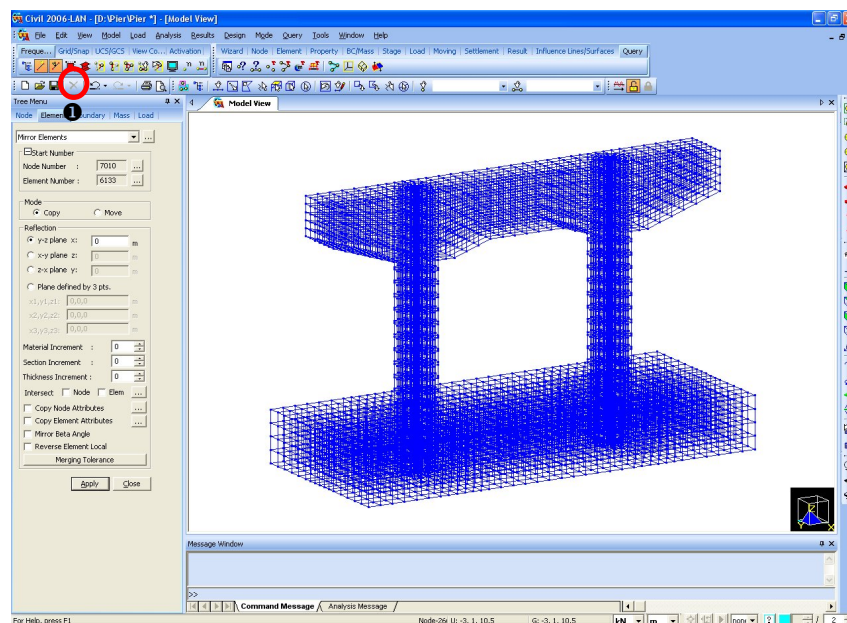 Civil 2006-LAN - [D:\Pier\Pier *] - [Model View]
File Edit View Model Load Analysis Results Design Mode Query Tools Window Help
Freque... Grid/Snap UCS/GCS View Co... Activation Wizard Node Element Property BC/Mass Stage Load Moving Settlement Result Influence Lines/Surfaces Query
Tree Menu
1
Model View
Node Element Boundary Mass Load
Mirror Elements
Start Number
Node Number : 7010 ...
Element Number : 6133 ...
Mode
Copy Move
Reflection
y-z plane x: 0 m
x-y plane z: 0 m
z-x plane y: 0 m
Plane defined by 3 pts.
x1,y1,z1: 0,0,0 m
x2,y2,z2: 0,0,0 m
x3,y3,z3: 0,0,0 m
Material Increment : 0
Section Increment : 0
Thickness Increment : 0
Intersect Node Elem ...
Copy Node Attributes ...
Copy Element Attributes ...
Mirror Beta Angle
Reverse Element Local
Merging Tolerance
Apply Close
Z
Y X
Message Window
>>
Command Message Analysis Message
For Help, press F1 Node-26 U: -3, 1, 10.5 G: -3, 1, 10.5 kN m none ? / 2